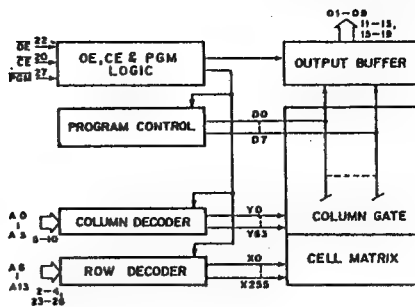 01-09
11-13,
15-19
OE 22
CE 20
PGM 27
OE, CE & PGM
LOGIC
OUTPUT BUFFER
PROGRAM CONTROL
D0
D7
A0
A5 5-10
COLUMN DECODER
Y0
Y63
COLUMN GATE
A6
A13 2-4,
23-26
ROW DECODER
X0
X255
CELL MATRIX